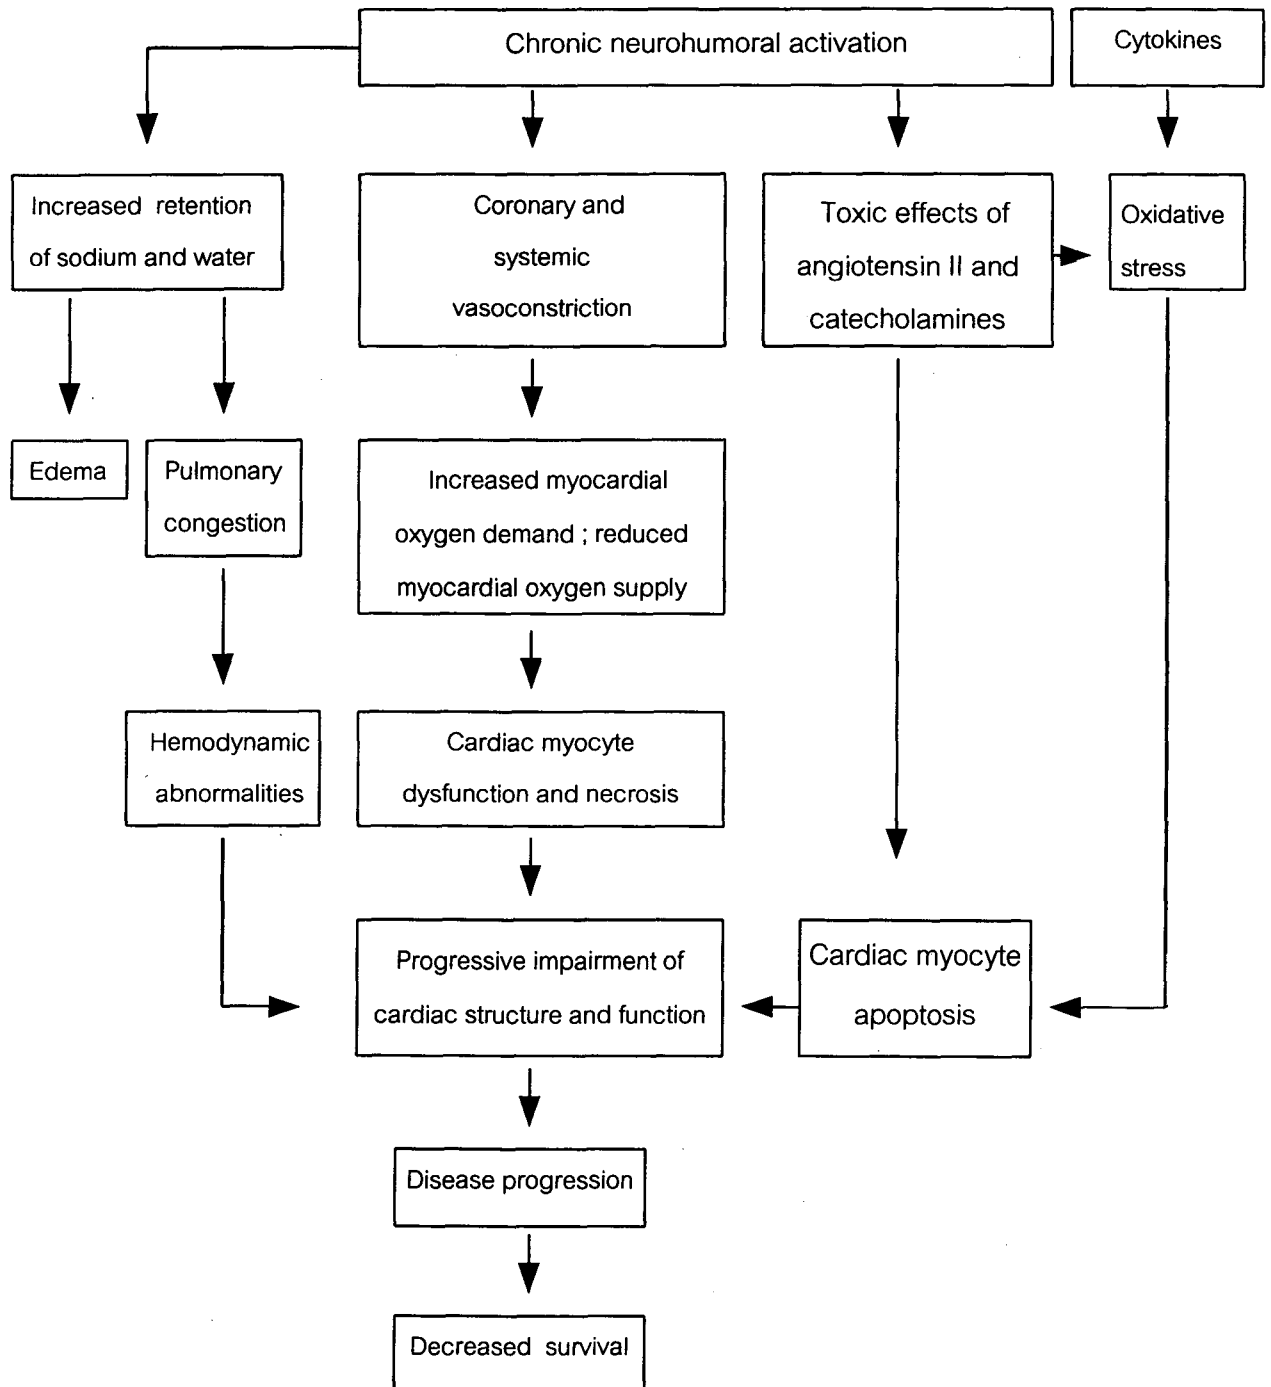 Chronic neurohumoral activation
Cytokines
Increased retention
of sodium and water
Coronary and
systemic
vasoconstriction
Toxic effects of
angiotensin II and
catecholamines
Oxidative
stress
Edema
Pulmonary
congestion
Increased myocardial
oxygen demand ; reduced
myocardial oxygen supply
Hemodynamic
abnormalities
Cardiac myocyte
dysfunction and necrosis
Progressive impairment of
cardiac structure and function
Cardiac myocyte
apoptosis
Disease progression
Decreased survival